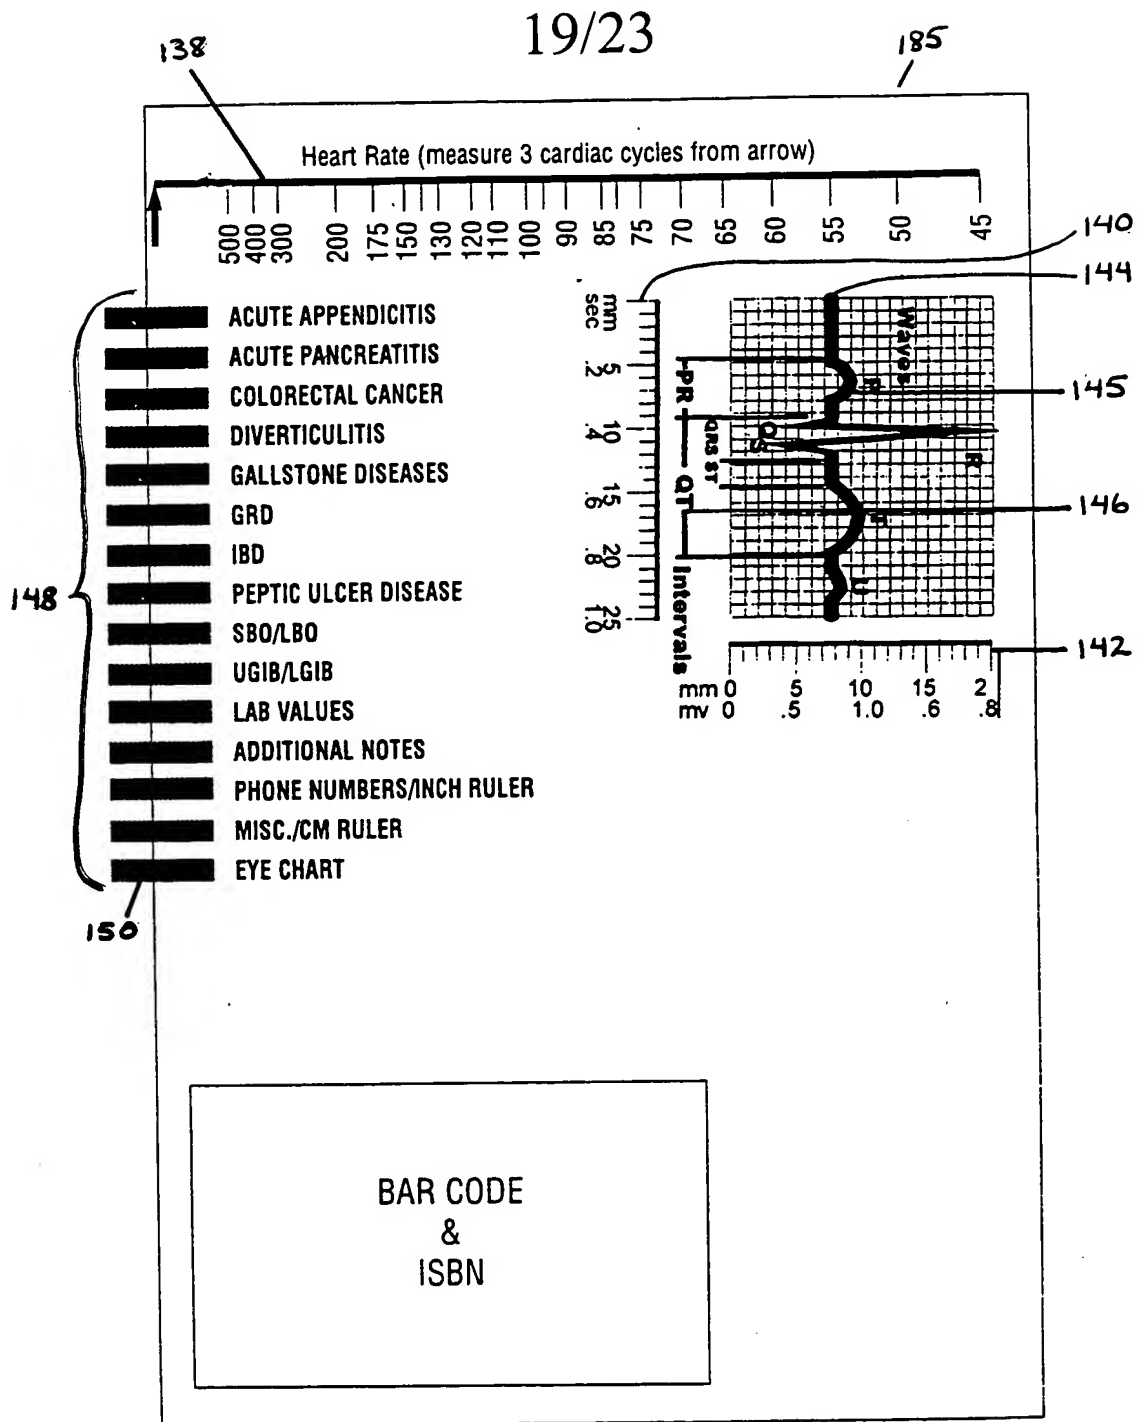 19/23
138
185
Heart Rate (measure 3 cardiac cycles from arrow)
500 400 300 200 175 150 130 120 110 100 90 85 80 75 70 65 60 55 50 45
140
144
145
146
142
148
150
ACUTE APPENDICITIS
ACUTE PANCREATITIS
COLORECTAL CANCER
DIVERTICULITIS
GALLSTONE DISEASES
GRD
IBD
PEPTIC ULCER DISEASE
SBO/LBO
UGIB/LGIB
LAB VALUES
ADDITIONAL NOTES
PHONE NUMBERS/INCH RULER
MISC./CM RULER
EYE CHART
mm 5 10 15 20 25
sec .2 .4 .6 .8 1.0
PR QT Intervals
QRS ST
Waves
P
Q S
R
T
U
mm 0 5 10 15 2
mv 0 .5 1.0 .6 .8
BAR CODE
&
ISBN